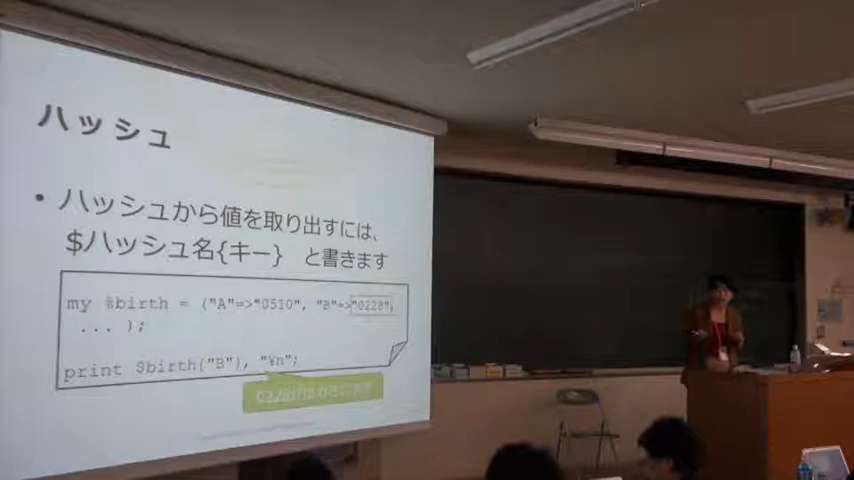 ハッシュ
• ハッシュから値を取り出すには、
$ハッシュ名{キー} と書きます
my %birth = ("A"=>"0510", "B"=>"0228",
... );
print $birth("B"), "¥n";